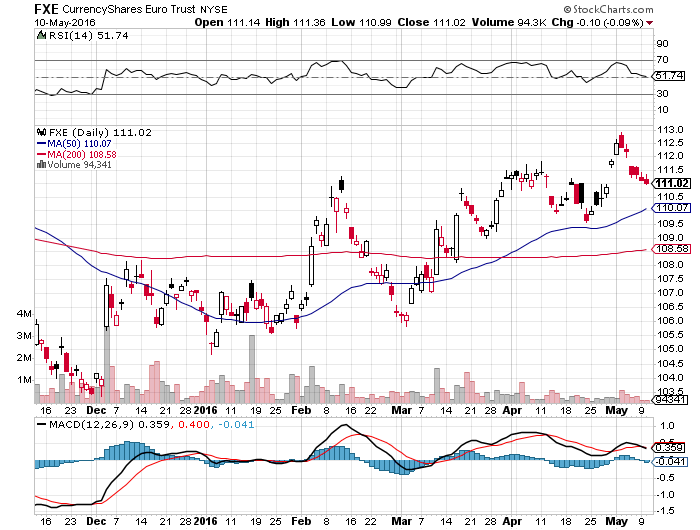 FXE CurrencyShares Euro Trust NYSE © StockCharts.com
10-May-2016 Open 111.14 High 111.36 Low 110.99 Close 111.02 Volume 94.3K Chg -0.10 (-0.09%)
RSI(14) 51.74
90
70
51.74
30
10
FXE (Daily) 111.02
MA(50) 110.07
MA(200) 108.58
Volume 94,341
113.0
112.5
112.0
111.5
111.02
110.5
110.07
109.5
109.0
108.58
108.0
107.5
107.0
106.5
106.0
105.5
105.0
104.5
104.0
103.5
4M
3M
2M
1M
94341
16 23 Dec 7 14 21 28 2016 11 19 25 Feb 8 16 22 Mar 7 14 21 28 Apr 11 18 25 May 9
MACD(12,26,9) 0.359, 0.400, -0.041
1.0
0.5
0.359
-0.041
-0.5
-1.0
-1.5
16 23 Dec 7 14 21 28 2016 11 19 25 Feb 8 16 22 Mar 7 14 21 28 Apr 11 18 25 May 9